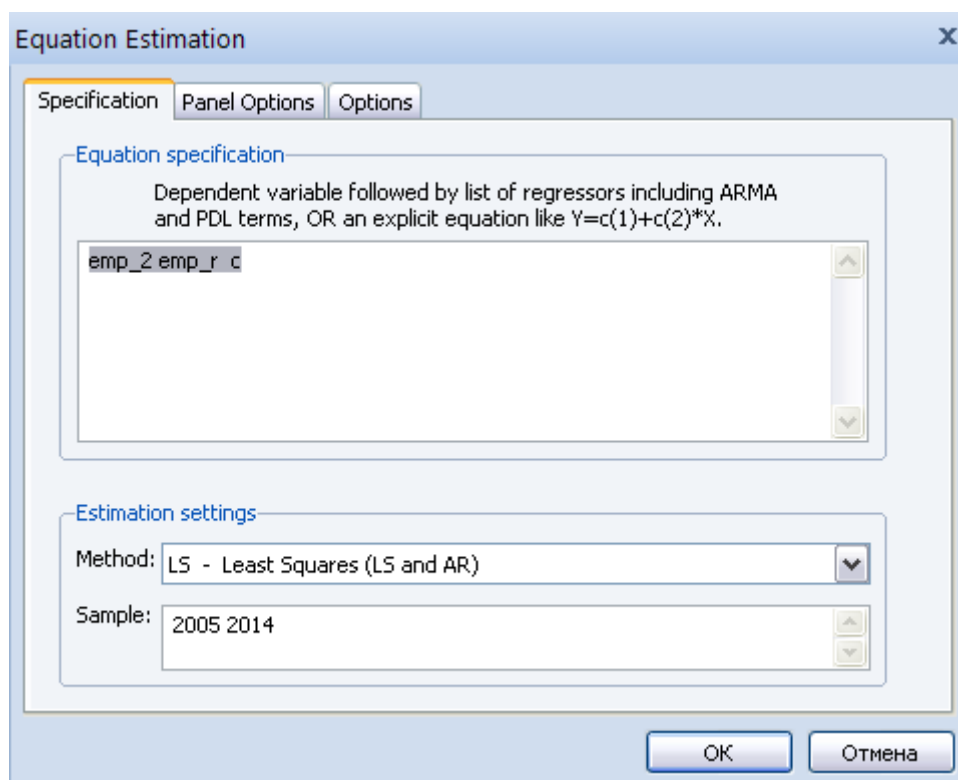 Equation Estimation
Specification Panel Options Options
Equation specification
Dependent variable followed by list of regressors including ARMA
and PDL terms, OR an explicit equation like Y=c(1)+c(2)*X.
emp_2 emp_r c
Estimation settings
Method: LS - Least Squares (LS and AR)
Sample: 2005 2014
OK Отмена